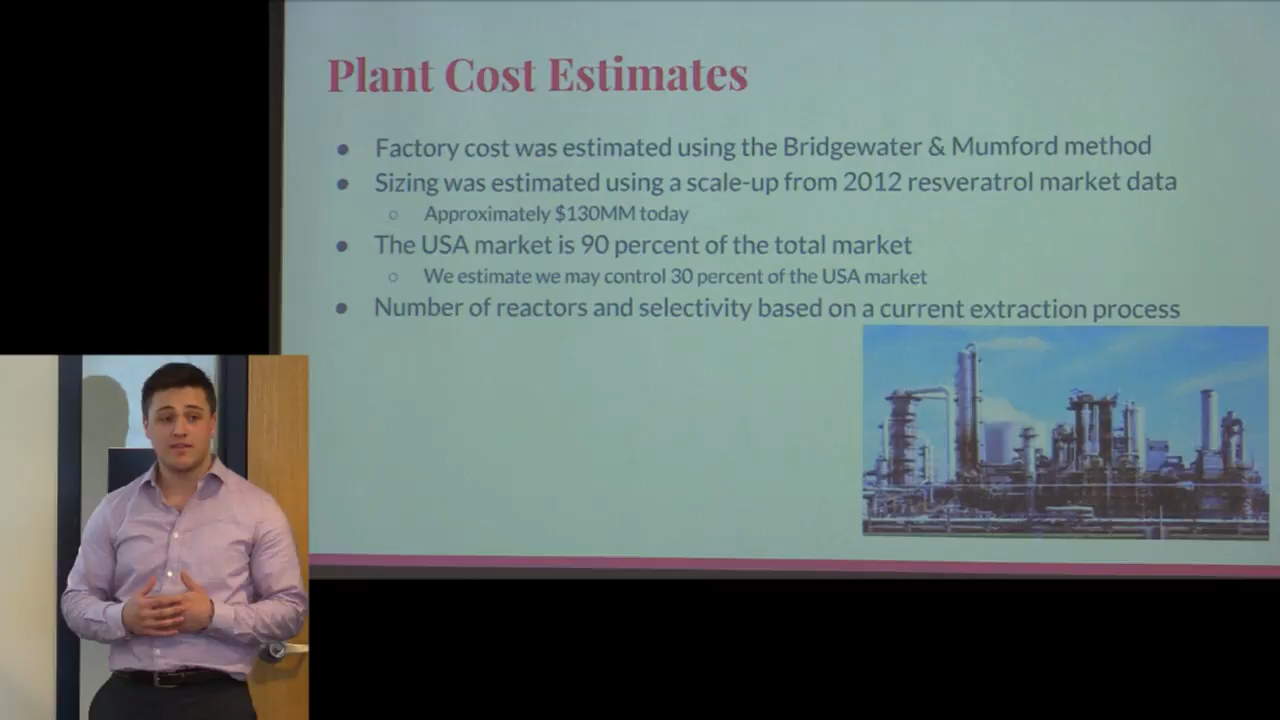 Plant Cost Estimates
● Factory cost was estimated using the Bridgewater & Mumford method
● Sizing was estimated using a scale-up from 2012 resveratrol market data
○ Approximately $130MM today
● The USA market is 90 percent of the total market
○ We estimate we may control 30 percent of the USA market
● Number of reactors and selectivity based on a current extraction process